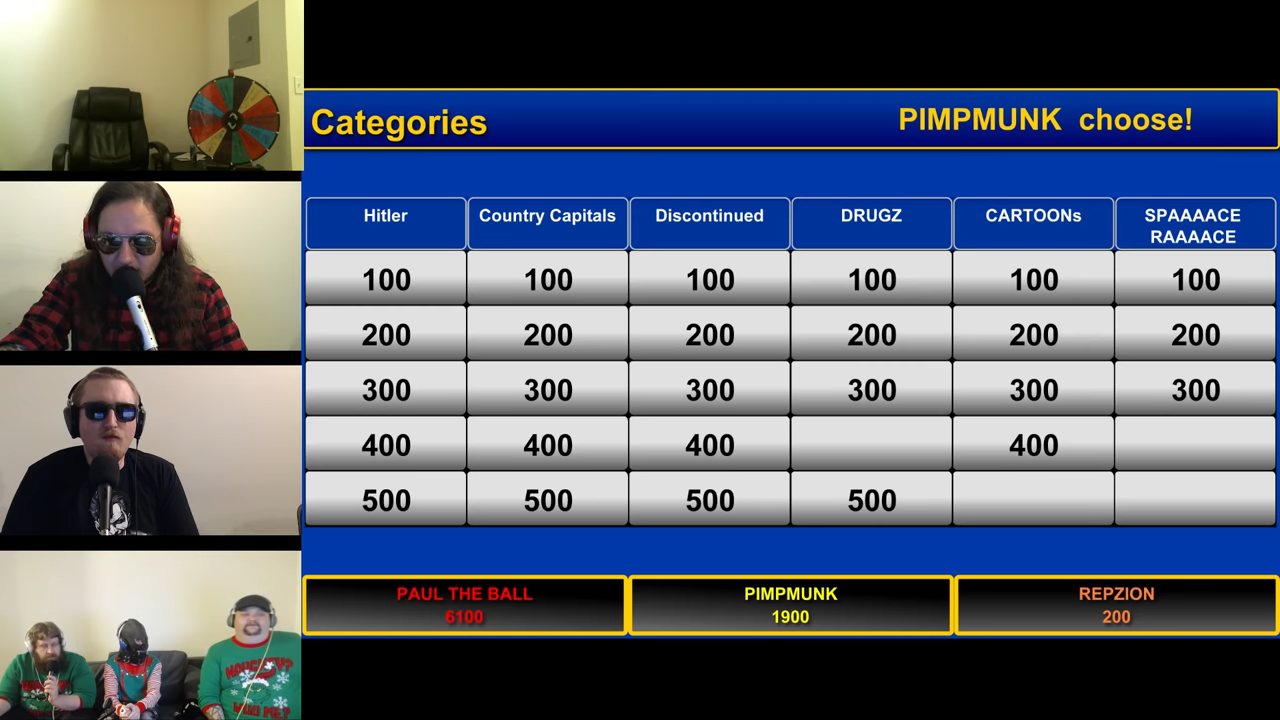 Categories
PIMPMUNK choose!
Hitler Country Capitals Discontinued DRUGZ CARTOONs SPAAAACE
RAAAACE
100 100 100 100 100 100
200 200 200 200 200 200
300 300 300 300 300 300
400 400 400 400
500 500 500 500
PAUL THE BALL PIMPMUNK REPZION
6100 1900 200
NAUGHTY?